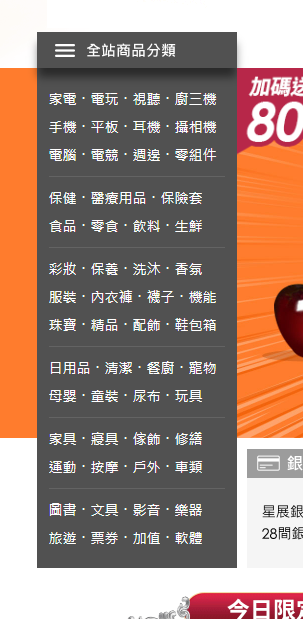 全站商品分類
加碼送
80
家電‧電玩‧視聽‧廚三機
手機‧平板‧耳機‧攝相機
電腦‧電競‧週邊‧零組件
保健‧醫療用品‧保險套
食品‧零食‧飲料‧生鮮
彩妝‧保養‧洗沐‧香氛
服裝‧內衣褲‧襪子‧機能
珠寶‧精品‧配飾‧鞋包箱
日用品‧清潔‧餐廚‧寵物
母嬰‧童裝‧尿布‧玩具
家具‧寢具‧傢飾‧修繕
運動‧按摩‧戶外‧車類
圖書‧文具‧影音‧樂器
旅遊‧票券‧加值‧軟體
銀
星展銀
28間銀
今日限定